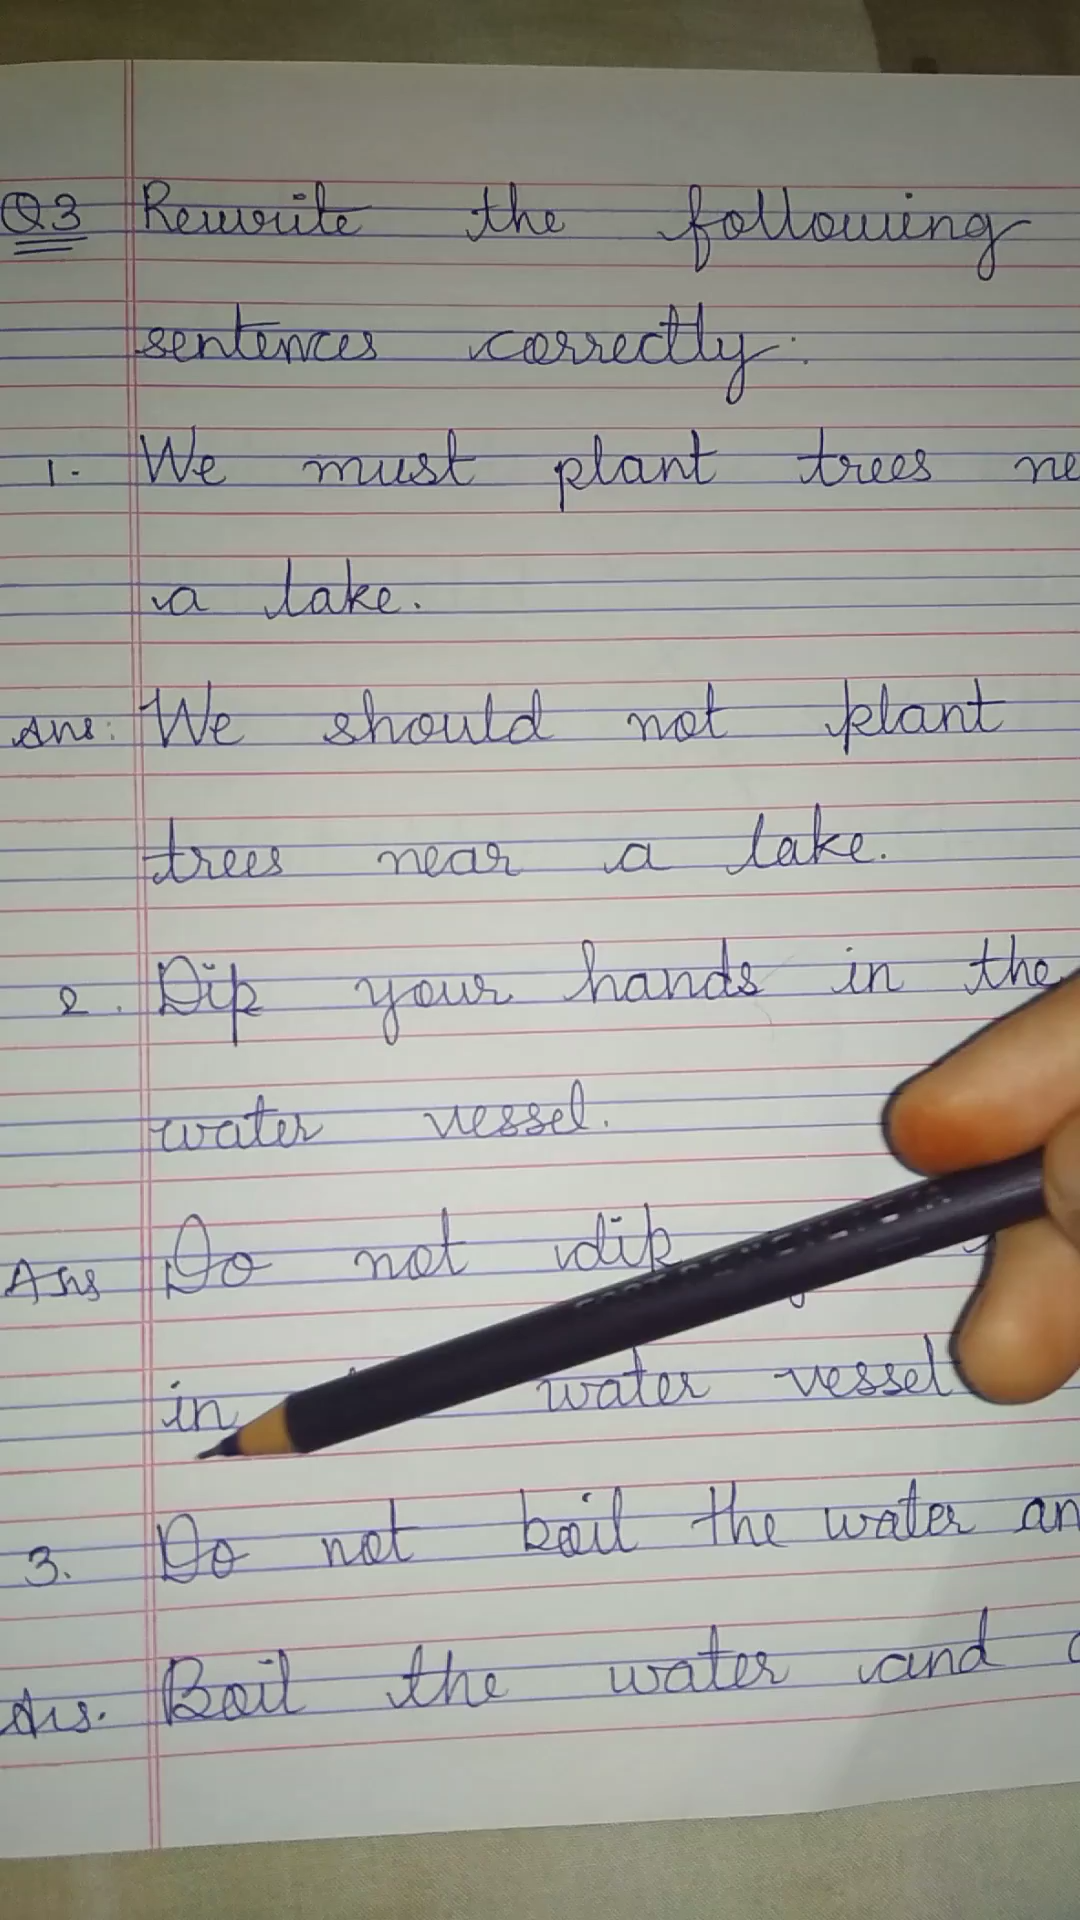 Q3 Rewrite the following
sentences correctly:
1. We must plant trees ne
a lake.
Ans: We should not plant
trees near a lake.
2. Dip your hands in the
water vessel.
Ans Do not dip
in water vessel
3. Do not boil the water an
Ans. Boil the water and